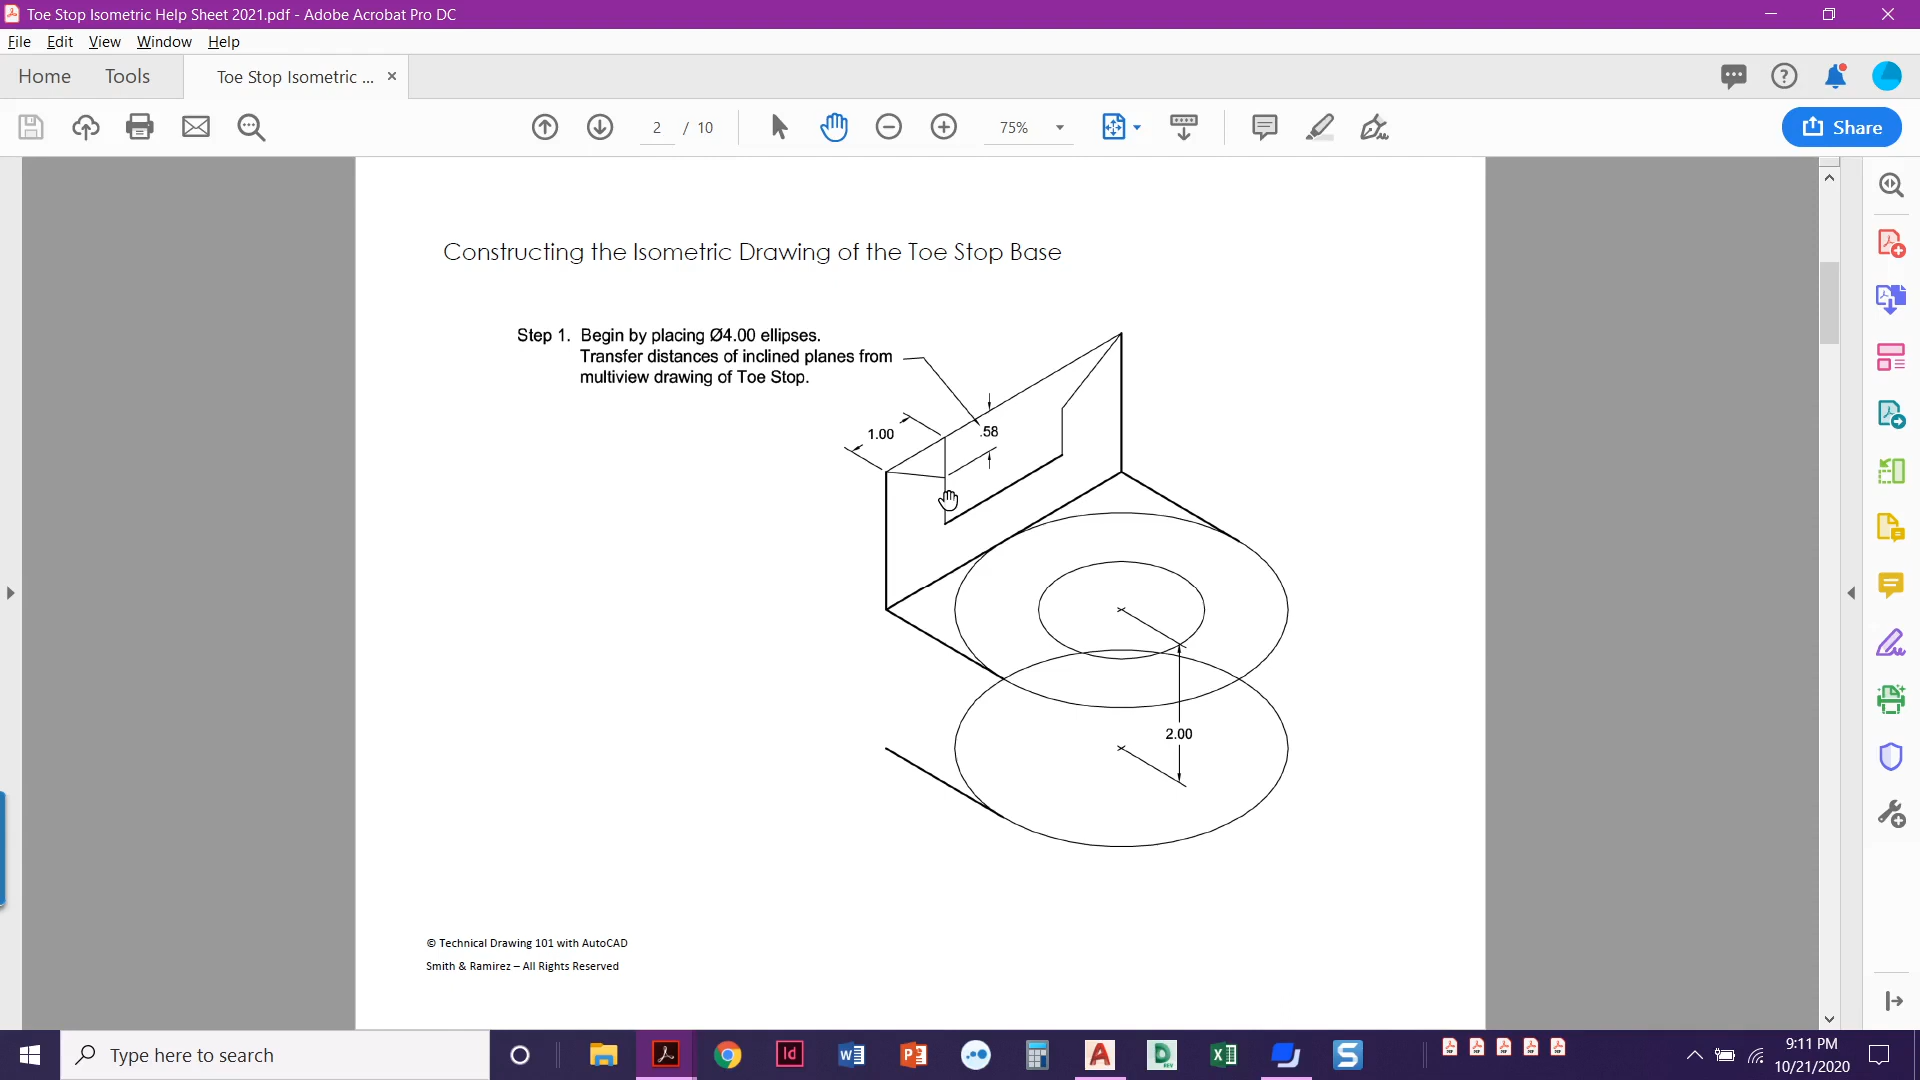 Toe Stop Isometric Help Sheet 2021.pdf - Adobe Acrobat Pro DC
File Edit View Window Help
Home Tools Toe Stop Isometric ... ×
2 / 10 75% Share
Constructing the Isometric Drawing of the Toe Stop Base
Step 1. Begin by placing Ø4.00 ellipses.
Transfer distances of inclined planes from
multiview drawing of Toe Stop.
1.00
.58
2.00
© Technical Drawing 101 with AutoCAD
Smith & Ramirez – All Rights Reserved
Type here to search
9:11 PM
10/21/2020